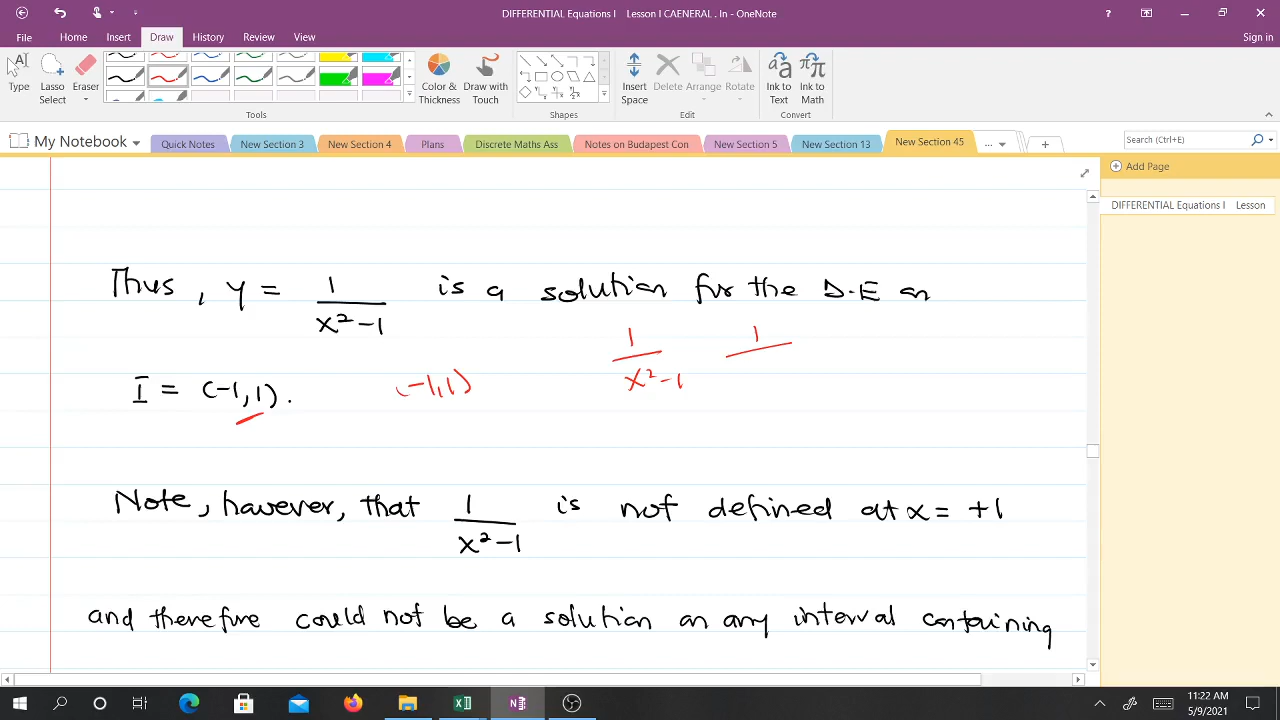 DIFFERENTIAL Equations I Lesson I CAENERAL . In - OneNote
File Home Insert Draw History Review View Sign in
Type Lasso Select Eraser Color & Thickness Draw with Touch Insert Space Delete Arrange Rotate Ink to Text Ink to Math
Tools Shapes Edit Convert
My Notebook Quick Notes New Section 3 New Section 4 Plans Discrete Maths Ass Notes on Budapest Con New Section 5 New Section 13 New Section 45 ... + Search (Ctrl+E)
Add Page
DIFFERENTIAL Equations I Lesson
Thus, y = 1/(x² -1) is a solution for the D.E on
1/(x² -1) 1
I = (-1,1). (-1,1)
Note, however, that 1/(x² -1) is not defined at x = +1
and therefore could not be a solution on any interval containing
11:22 AM
5/9/2021